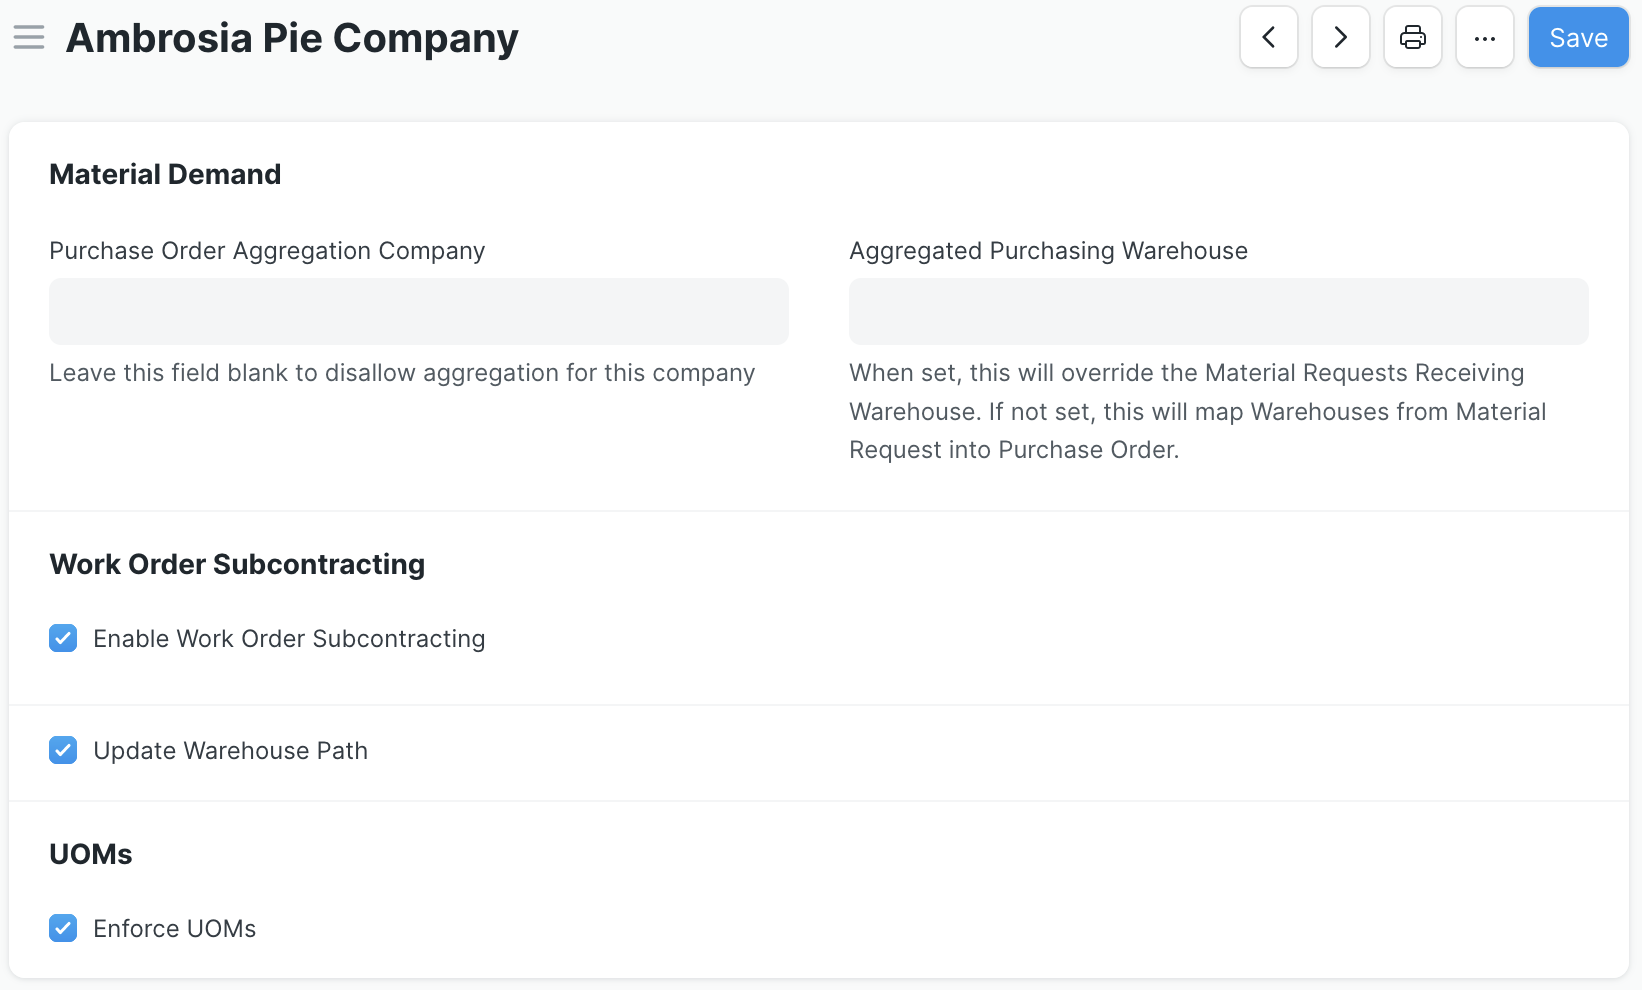 Ambrosia Pie Company
Save
Material Demand
Purchase Order Aggregation Company
Leave this field blank to disallow aggregation for this company
Aggregated Purchasing Warehouse
When set, this will override the Material Requests Receiving
Warehouse. If not set, this will map Warehouses from Material
Request into Purchase Order.
Work Order Subcontracting
Enable Work Order Subcontracting
Update Warehouse Path
UOMs
Enforce UOMs